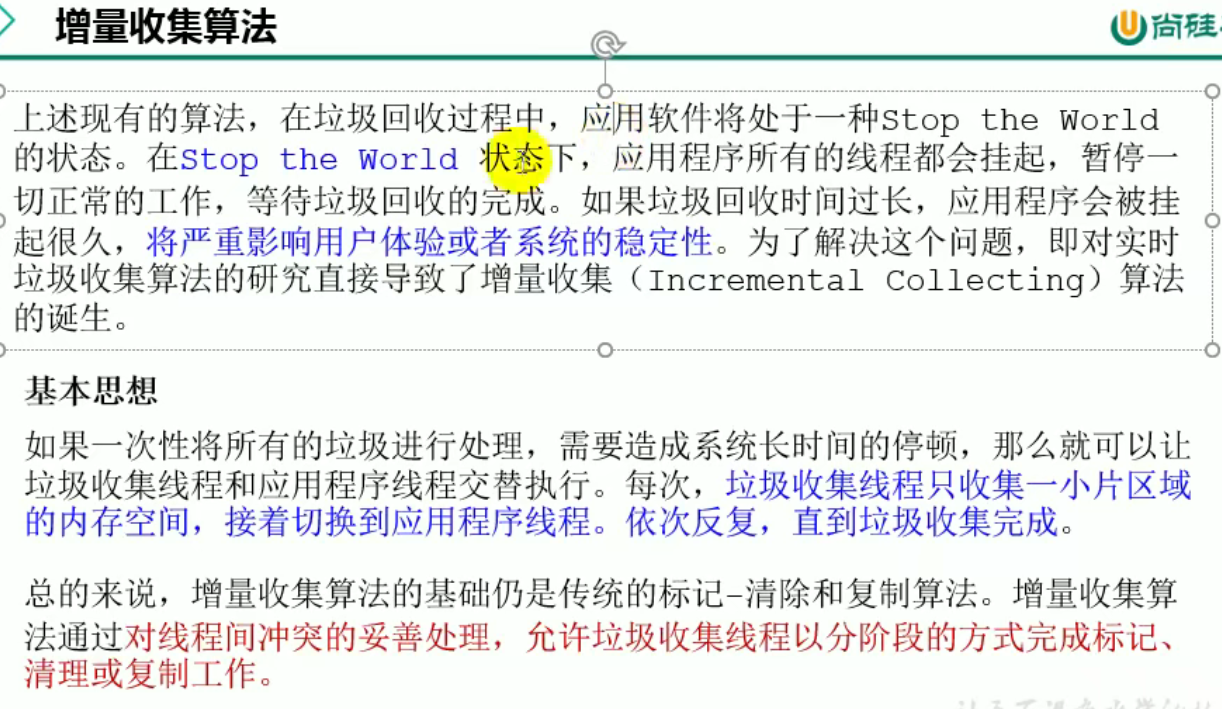 增量收集算法
尚硅
上述现有的算法，在垃圾回收过程中，应用软件将处于一种Stop the World
的状态。在Stop the World 状态下，应用程序所有的线程都会挂起，暂停一
切正常的工作，等待垃圾回收的完成。如果垃圾回收时间过长，应用程序会被挂
起很久，将严重影响用户体验或者系统的稳定性。为了解决这个问题，即对实时
垃圾收集算法的研究直接导致了增量收集（Incremental Collecting）算法
的诞生。
基本思想
如果一次性将所有的垃圾进行处理，需要造成系统长时间的停顿，那么就可以让
垃圾收集线程和应用程序线程交替执行。每次，垃圾收集线程只收集一小片区域
的内存空间，接着切换到应用程序线程。依次反复，直到垃圾收集完成。
总的来说，增量收集算法的基础仍是传统的标记-清除和复制算法。增量收集算
法通过对线程间冲突的妥善处理，允许垃圾收集线程以分阶段的方式完成标记、
清理或复制工作。